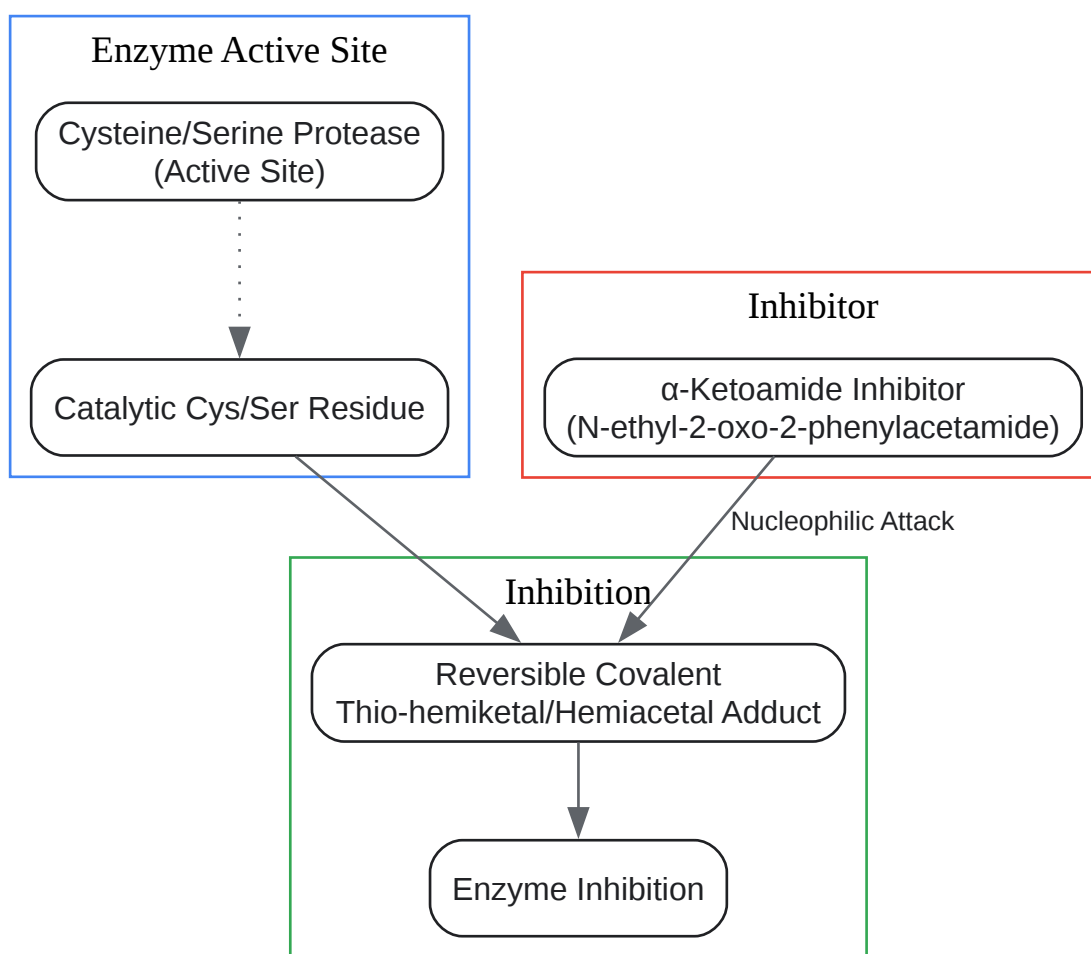 Enzyme Active Site
Cysteine/Serine Protease
(Active Site)
Catalytic Cys/Ser Residue
Inhibitor
α-Ketoamide Inhibitor
(N-ethyl-2-oxo-2-phenylacetamide)
Nucleophilic Attack
Inhibition
Reversible Covalent
Thio-hemiketal/Hemiacetal Adduct
Enzyme Inhibition